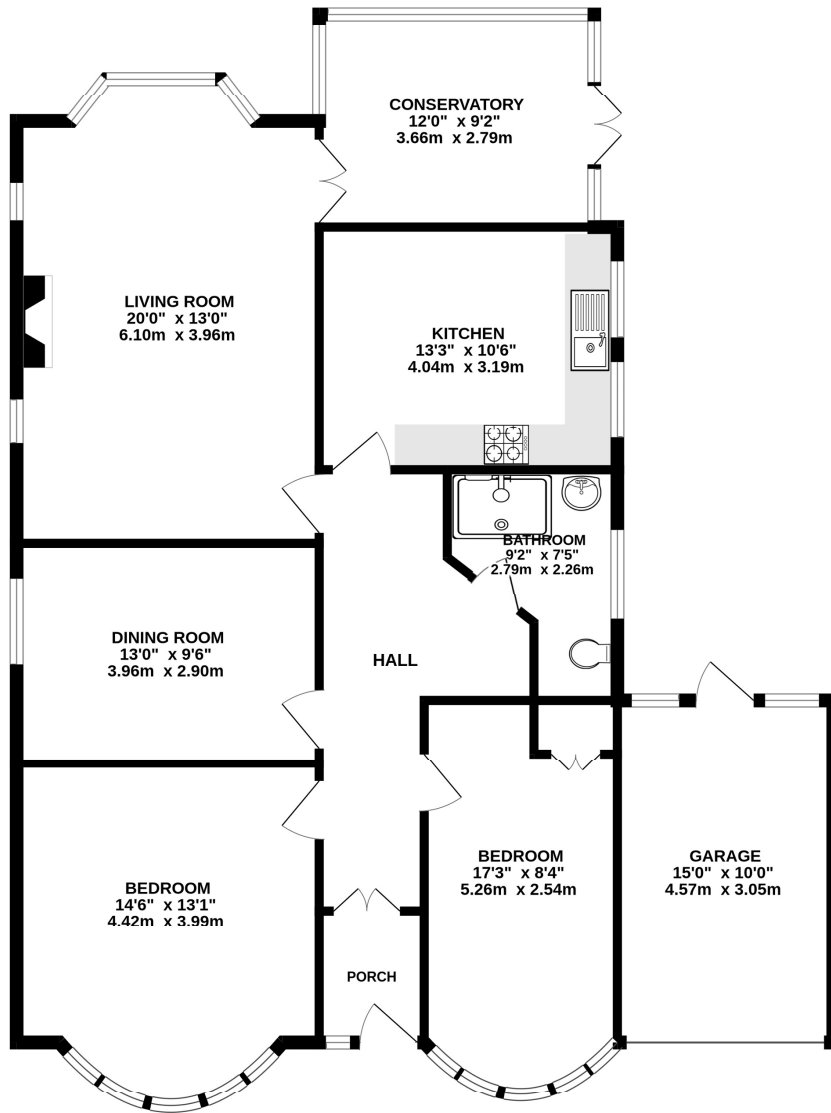 CONSERVATORY
12'0" x 9'2"
3.66m x 2.79m
LIVING ROOM
20'0" x 13'0"
6.10m x 3.96m
KITCHEN
13'3" x 10'6"
4.04m x 3.19m
BATHROOM
9'2" x 7'5"
2.79m x 2.26m
DINING ROOM
13'0" x 9'6"
3.96m x 2.90m
HALL
BEDROOM
17'3" x 8'4"
5.26m x 2.54m
GARAGE
15'0" x 10'0"
4.57m x 3.05m
BEDROOM
14'6" x 13'1"
4.42m x 3.99m
PORCH